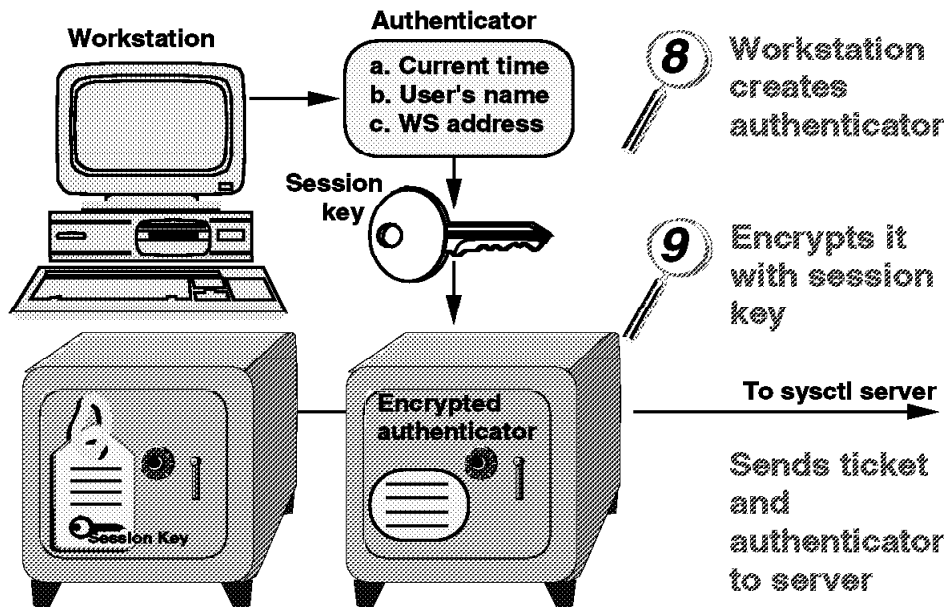 Workstation
Authenticator
a. Current time
b. User's name
c. WS address
8
Workstation
creates
authenticator
Session
key
9
Encrypts it
with session
key
Encrypted
authenticator
Session Key
To sysctl server
Sends ticket
and
authenticator
to server